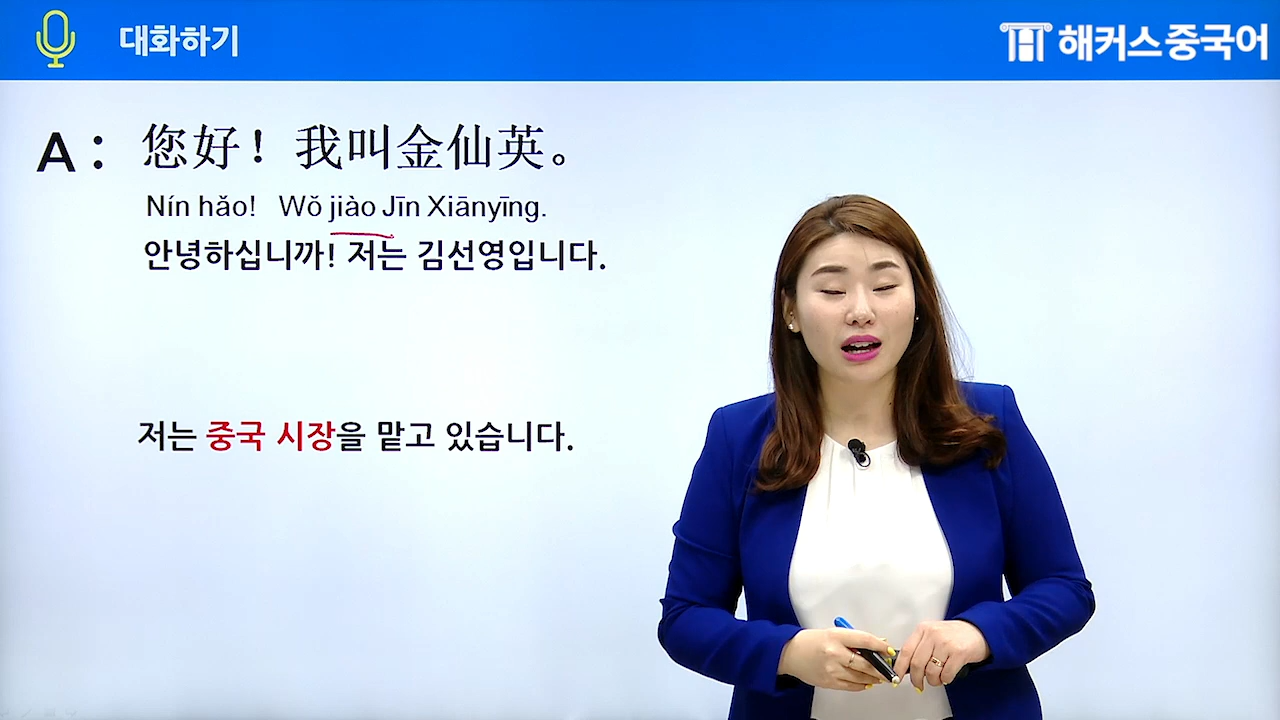 대화하기
해커스중국어
A : 您好！我叫金仙英。
Nín hǎo! Wǒ jiào Jīn Xiānyīng.
안녕하십니까! 저는 김선영입니다.
저는 중국 시장을 맡고 있습니다.